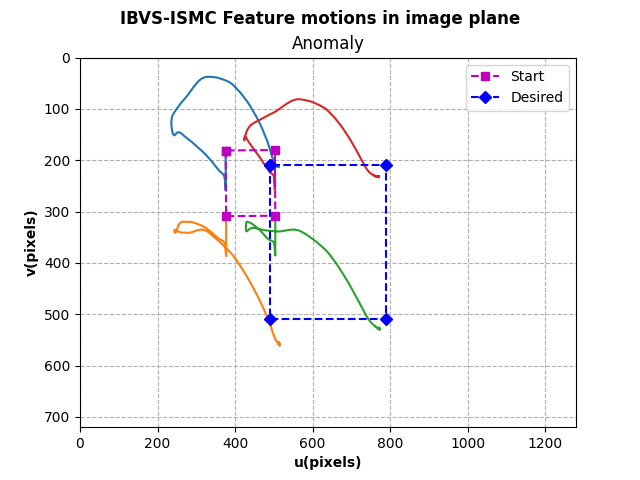 IBVS-ISMC Feature motions in image plane
Anomaly
Start
Desired
0
100
200
300
400
500
600
700
v(pixels)
0 200 400 600 800 1000 1200
u(pixels)